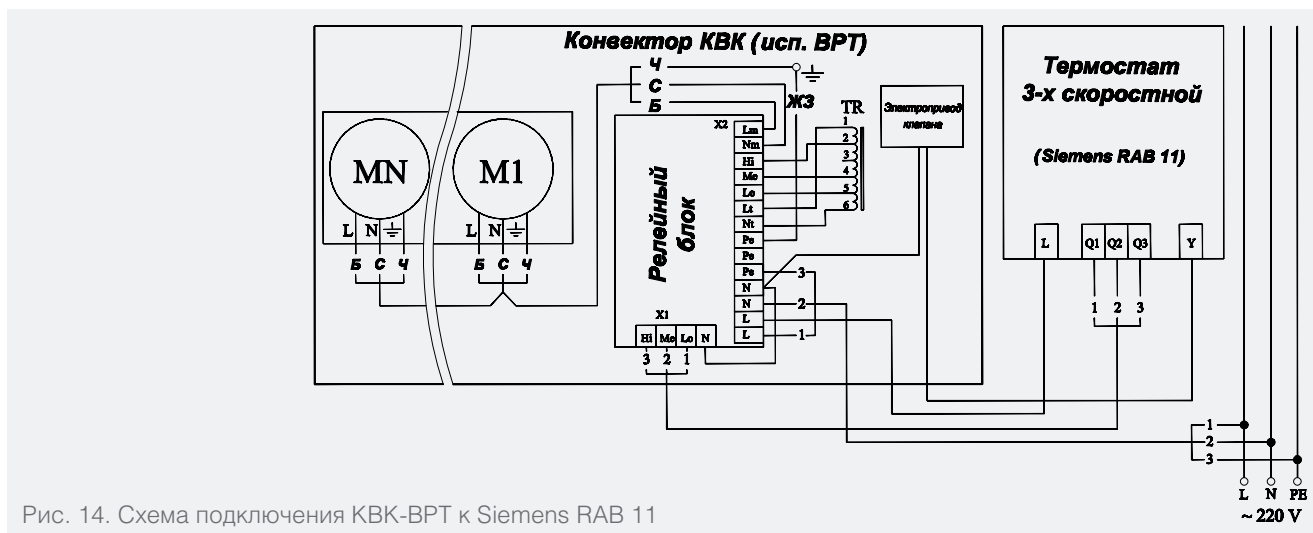 Конвектор КВК (исп. ВРТ)
Ч
С
Б
ЖЗ
TR
1
2
3
4
5
6
Электропривод
клапана
Термостат
3-х скоростной
(Siemens RAB 11)
MN
M1
L N
L N
Б С Ч
Б С Ч
Релейный
блок
X2
Lm
Nm
Hi
Me
Lo
Lt
Nt
Pe
Pe
Pe
N
N
L
L
3
2
1
X1
Hi Me Lo N
3 2 1
L Q1 Q2 Q3 Y
1 2 3
1
2
3
L N PE
~ 220 V
Рис. 14. Схема подключения КВК-ВРТ к Siemens RAB 11